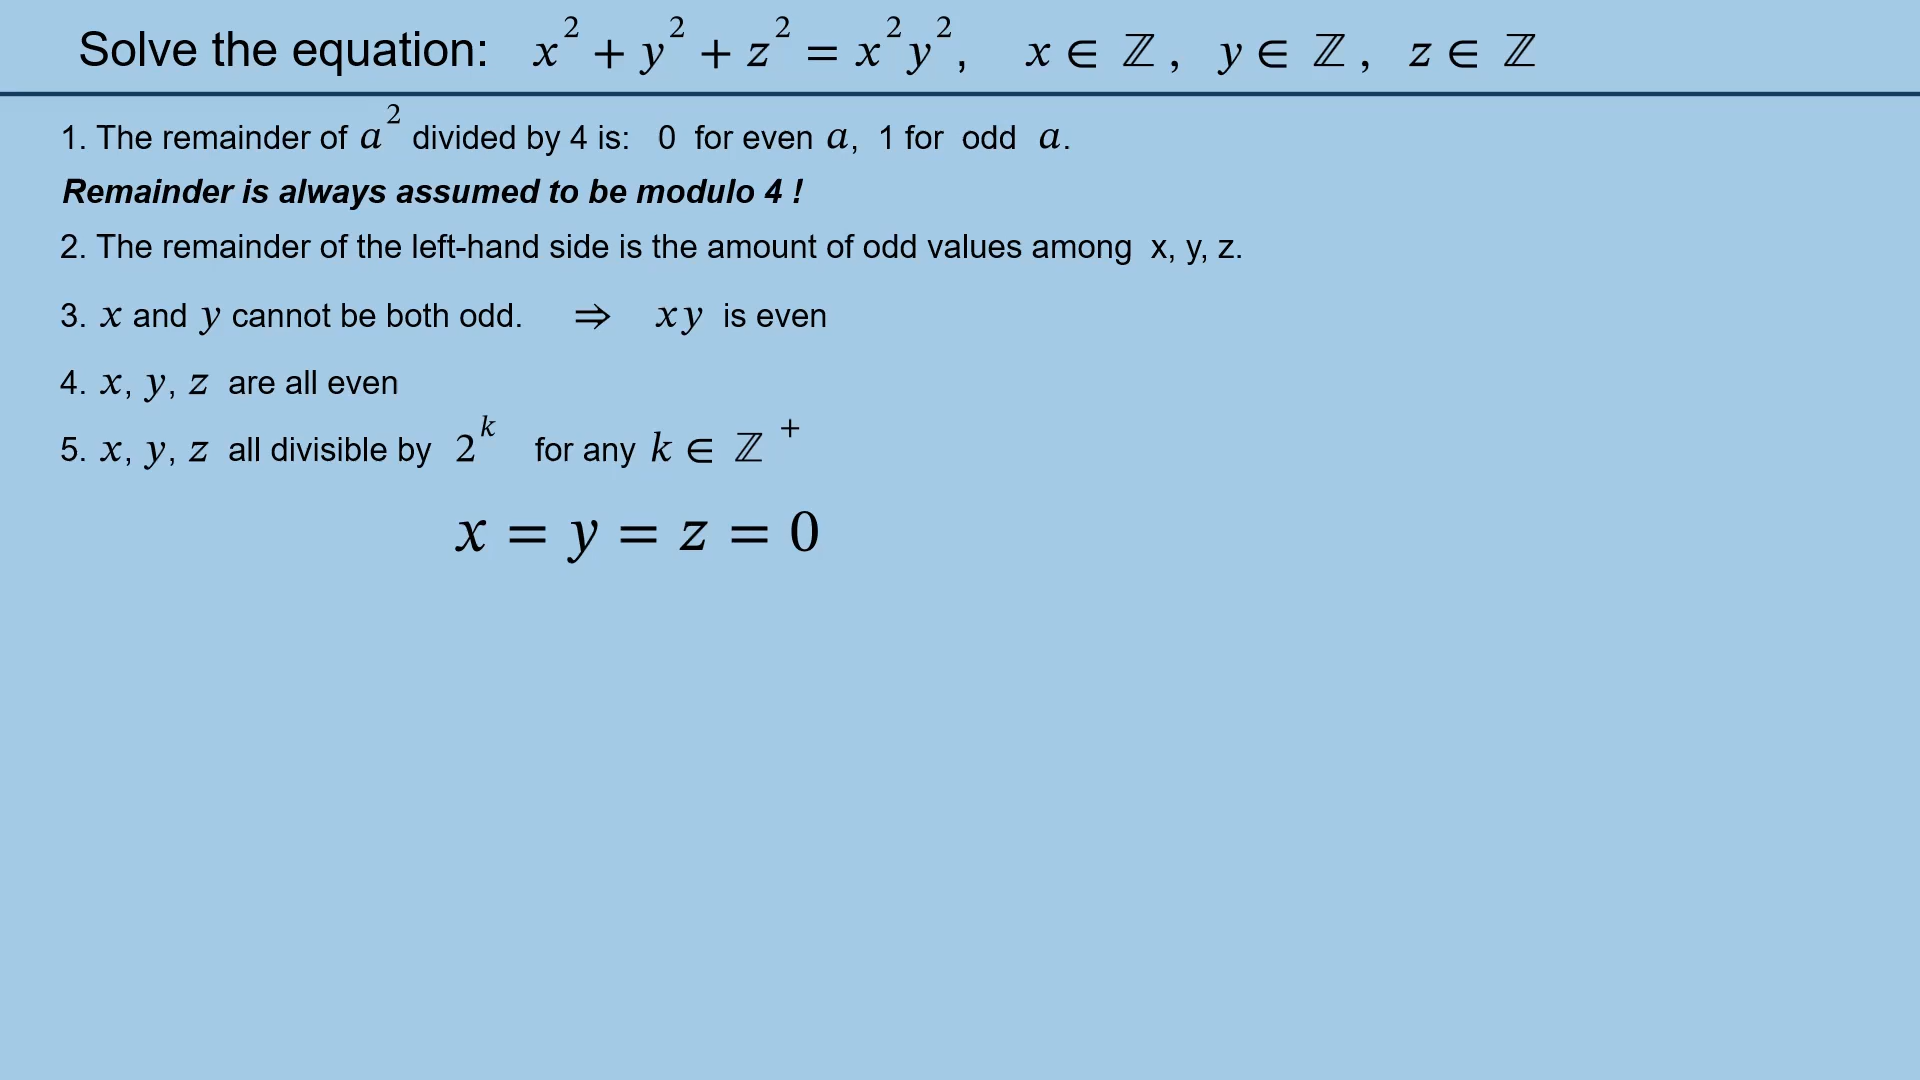 Solve the equation: x² + y² + z² = x²y², x ∈ ℤ, y ∈ ℤ, z ∈ ℤ
1. The remainder of a² divided by 4 is: 0 for even a, 1 for odd a.
Remainder is always assumed to be modulo 4 !
2. The remainder of the left-hand side is the amount of odd values among x, y, z.
3. x and y cannot be both odd. ⇒ xy is even
4. x, y, z are all even
5. x, y, z all divisible by 2ᵏ for any k ∈ ℤ⁺
x = y = z = 0